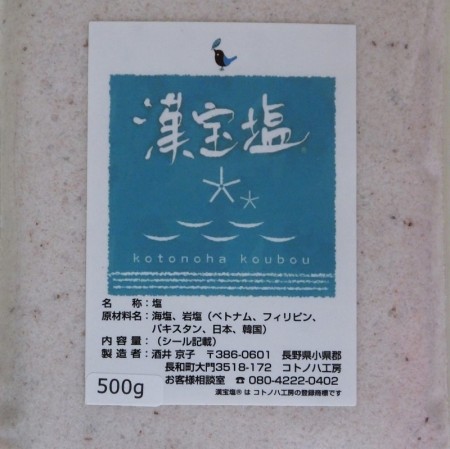 漢宝塩®
kotonoha koubou
名　　称：塩
原材料名：海塩、岩塩（ベトナム、フィリピン、
パキスタン、日本、韓国）
内 容 量：（シール記載）
製 造 者：酒井 京子　〒386-0601　長野県小県郡
長和町大門3518-172　コトノハ工房
お客様相談室　☎ 080-4222-0402
漢宝塩® は コトノハ工房の登録商標です
500g